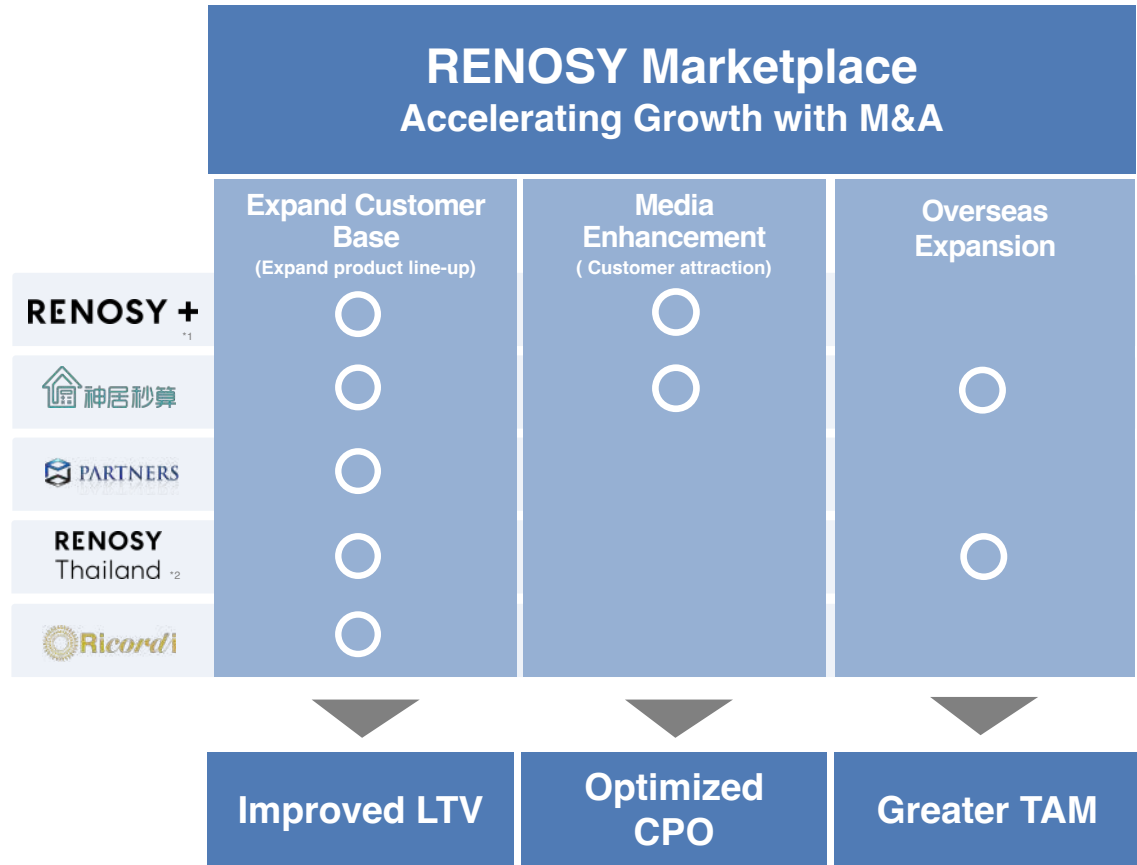 RENOSY Marketplace
Accelerating Growth with M&A
Expand Customer
Base
(Expand product line-up)
Media
Enhancement
( Customer attraction)
Overseas
Expansion
RENOSY +
*1
神居秒算
PARTNERS
RENOSY
Thailand *2
Ricordi
Improved LTV
Optimized
CPO
Greater TAM